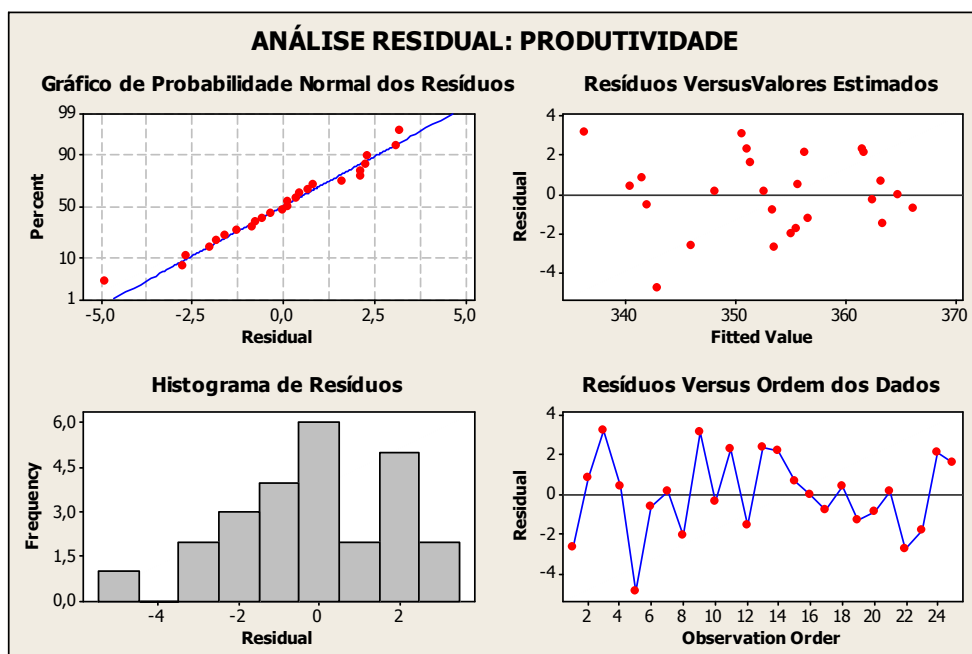 ANÁLISE RESIDUAL: PRODUTIVIDADE
Gráfico de Probabilidade Normal dos Resíduos
99
90
50
10
1
Percent
-5,0 -2,5 0,0 2,5 5,0
Residual
Resíduos VersusValores Estimados
4
2
0
-2
-4
Residual
340 350 360 370
Fitted Value
Histograma de Resíduos
6,0
4,5
3,0
1,5
0,0
Frequency
-4 -2 0 2
Residual
Resíduos Versus Ordem dos Dados
4
2
0
-2
-4
Residual
2 4 6 8 10 12 14 16 18 20 22 24
Observation Order